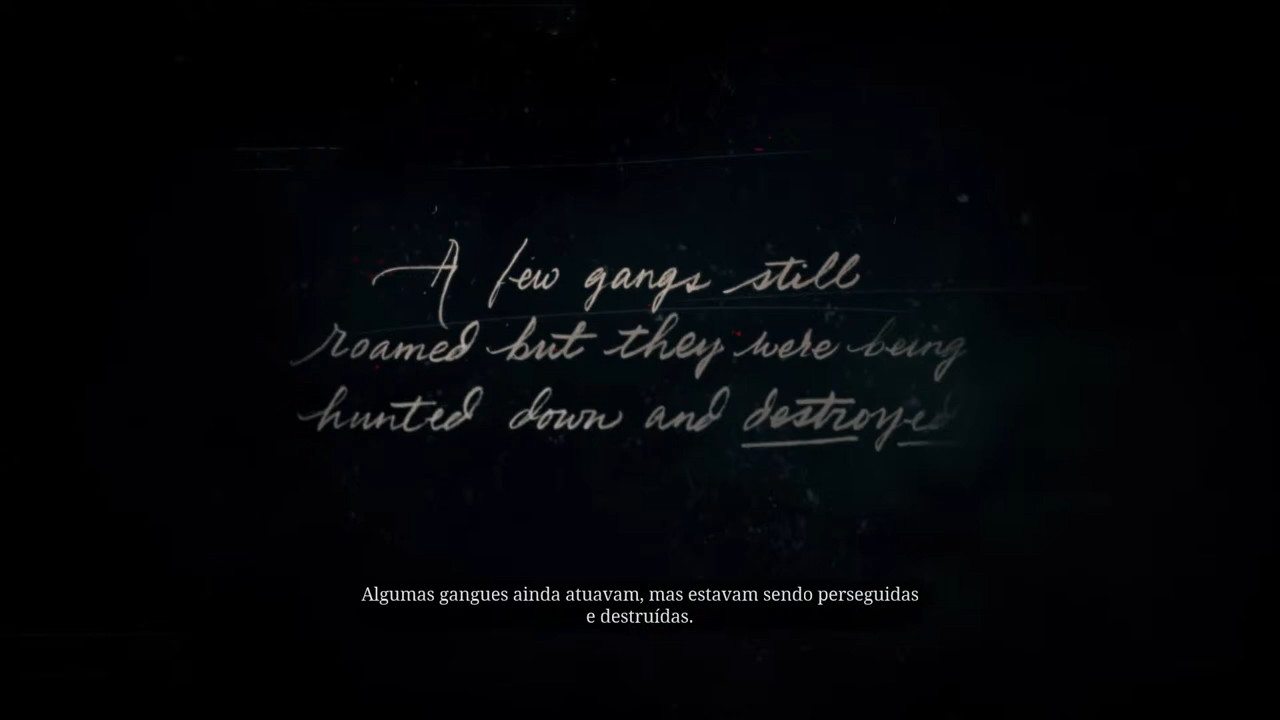 A few gangs still
roamed but they were being
hunted down and destroyed
Algumas gangues ainda atuavam, mas estavam sendo perseguidas
e destruídas.